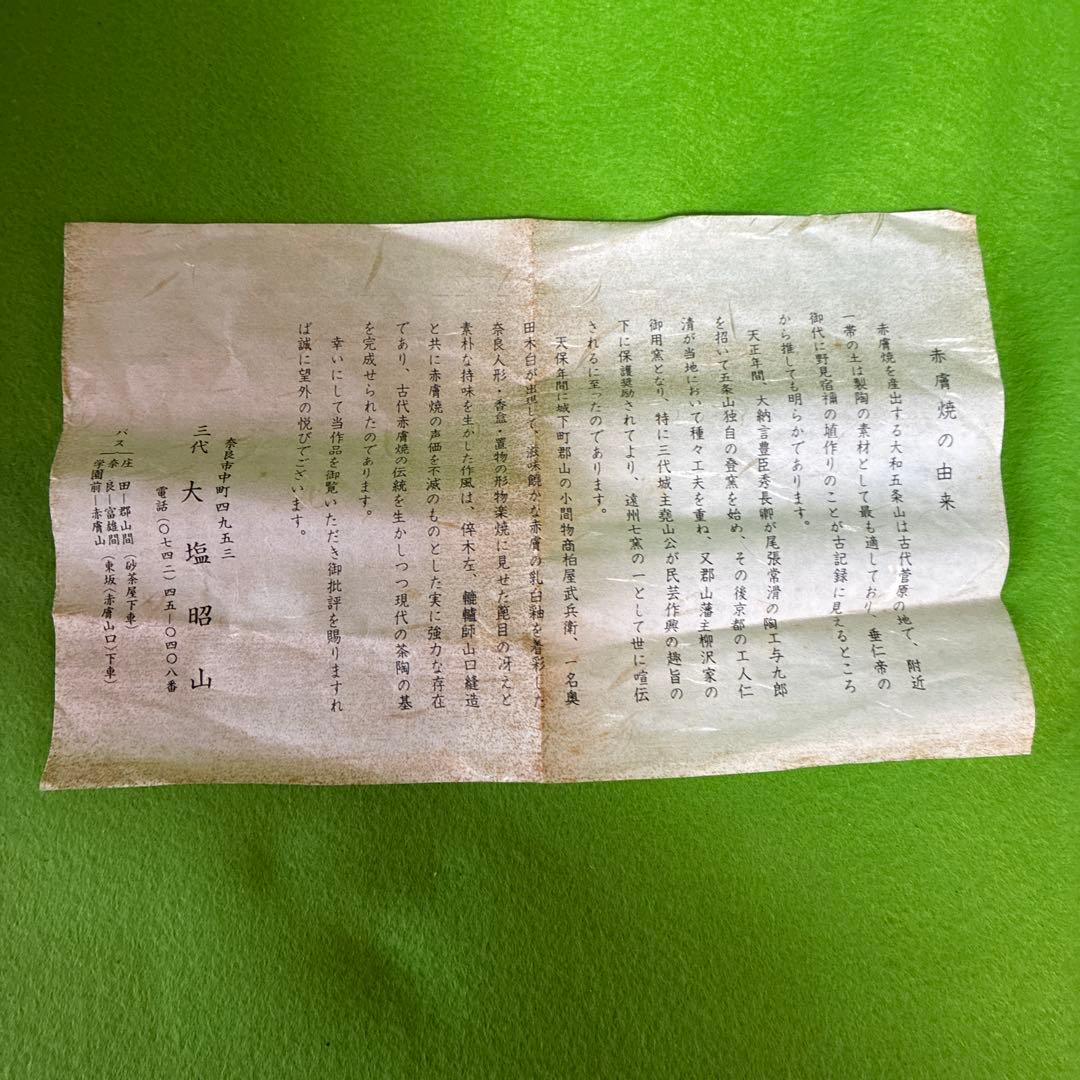 赤膚焼の由来
赤膚焼を産出する大和五条山は古代菅原の地て、附近
一帯の土は製陶の素材として最も適しており、垂仁帝の
御代に野見宿禰の埴作りのことが古記録に見えるところ
から推しても明らかであります。
天正年間、大納言豊臣秀長卿が尾張常滑の陶工与九郎
を招いて五条山独自の登窯を始め、その後京都の工人仁
清が当地において種々工夫を重ね、又郡山藩主柳沢家の
御用窯となり、特に三代城主堯山公が民芸作興の趣旨の
下に保護奨励されてより、遠州七窯の一として世に喧伝
されるに至ったのであります。
天保年間に城下町郡山の小間物商柏屋武兵衛、一名奥
田木白が出現して、滋味饒かな赤膚の乳白釉を着彩した
奈良人形・香盒・置物の形物楽焼に見せた箆目の冴えと
素朴な持味を生かした作風は、倅木左、轆轤師山口縫造
と共に赤膚焼の声価を不滅のものとした実に強力な存在
であり、古代赤膚焼の伝統を生かしつつ現代の茶陶の基
を完成せられたのであります。
幸いにして当作品を御覧いただき御批評を賜りますれ
ば誠に望外の悦びでございます。
奈良市中町四九五三
三代 大塩昭山
電話(〇七四二)四五―〇四〇八番
バス 庄田―郡山間(砂茶屋下車)
奈良―富雄間
学園前―赤膚山(東坂(赤膚山口)下車)